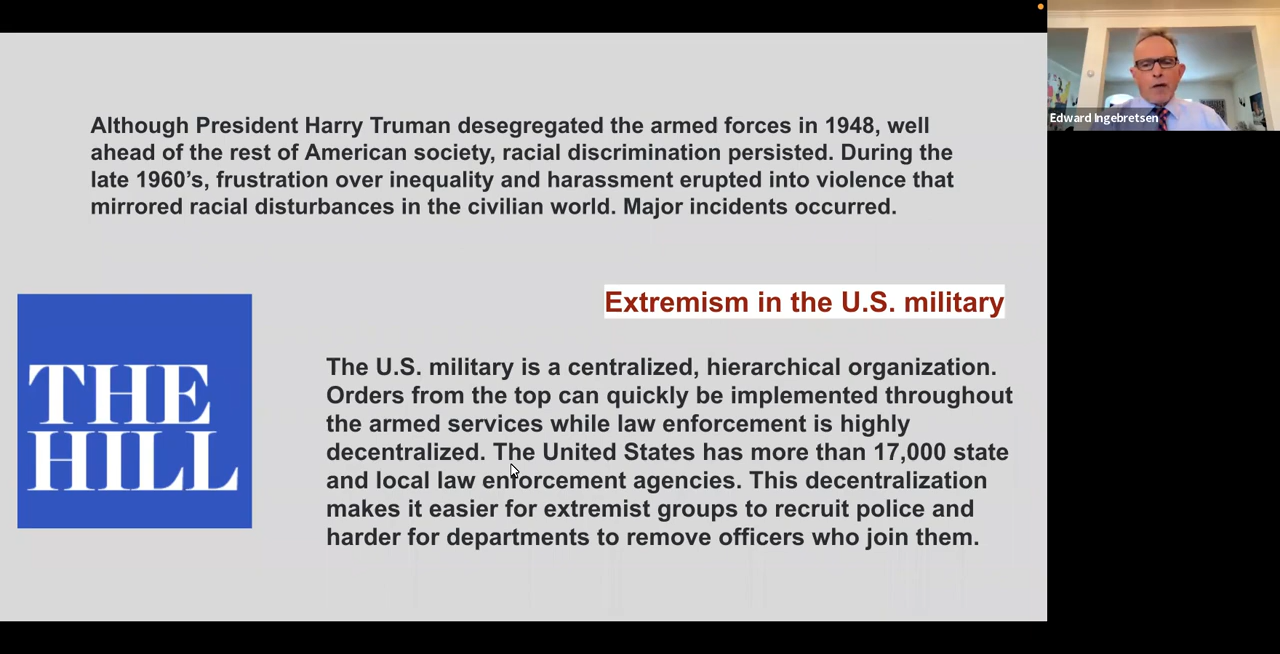 Although President Harry Truman desegregated the armed forces in 1948, well
ahead of the rest of American society, racial discrimination persisted. During the
late 1960’s, frustration over inequality and harassment erupted into violence that
mirrored racial disturbances in the civilian world. Major incidents occurred.
Extremism in the U.S. military
THE
HILL
The U.S. military is a centralized, hierarchical organization.
Orders from the top can quickly be implemented throughout
the armed services while law enforcement is highly
decentralized. The United States has more than 17,000 state
and local law enforcement agencies. This decentralization
makes it easier for extremist groups to recruit police and
harder for departments to remove officers who join them.
Edward Ingebretsen